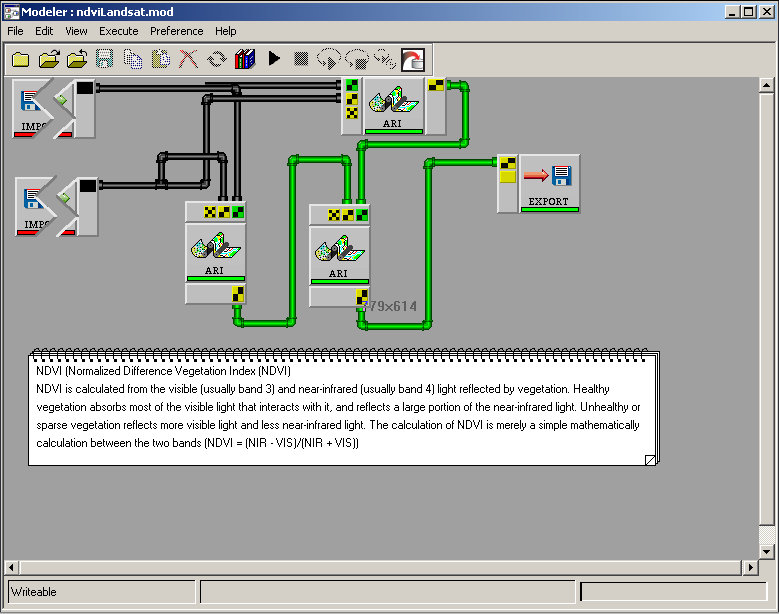 Modeler : ndviLandsat.mod
File Edit View Execute Preference Help
IMPO
ARI
IMPO
EXPORT
ARI
ARI
79×614
NDVI (Normalized Difference Vegetation Index (NDVI)
NDVI is calculated from the visible (usually band 3) and near-infrared (usually band 4) light reflected by vegetation. Healthy
vegetation absorbs most of the visible light that interacts with it, and reflects a large portion of the near-infrared light. Unhealthy or
sparse vegetation reflects more visible light and less near-infrared light. The calculation of NDVI is merely a simple mathematically
calculation between the two bands (NDVI = (NIR - VIS)/(NIR + VIS))
Writeable